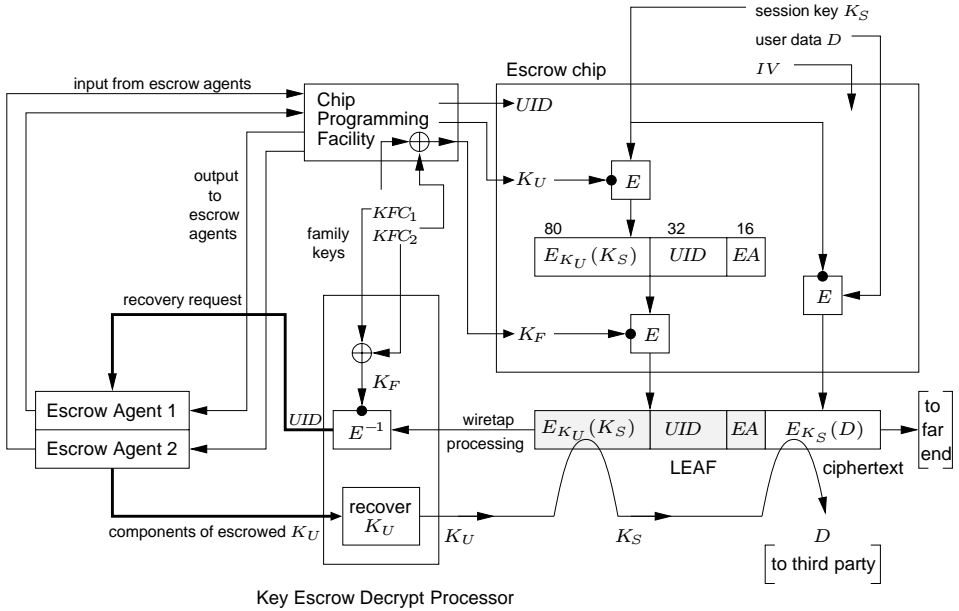 session key K_S
user data D
IV
input from escrow agents
Escrow chip
Chip
Programming
Facility
UID
output
to
escrow
agents
K_U
E
family
keys
KFC_1
KFC_2
80
32
16
E_{K_U}(K_S)
UID
EA
E
recovery request
K_F
E
K_F
Escrow Agent 1
Escrow Agent 2
UID
E^{-1}
wiretap
processing
E_{K_U}(K_S)
UID
EA
E_{K_S}(D)
to
far
end
LEAF
ciphertext
components of escrowed K_U
recover
K_U
K_U
K_S
D
to third party
Key Escrow Decrypt Processor